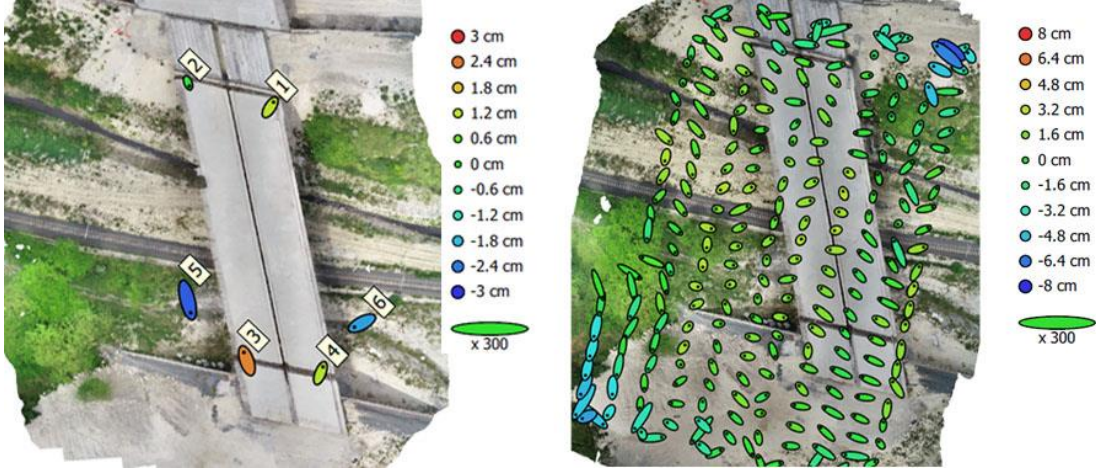 2
1
5
6
3
4
3 cm
2.4 cm
1.8 cm
1.2 cm
0.6 cm
0 cm
-0.6 cm
-1.2 cm
-1.8 cm
-2.4 cm
-3 cm
x 300
8 cm
6.4 cm
4.8 cm
3.2 cm
1.6 cm
0 cm
-1.6 cm
-3.2 cm
-4.8 cm
-6.4 cm
-8 cm
x 300